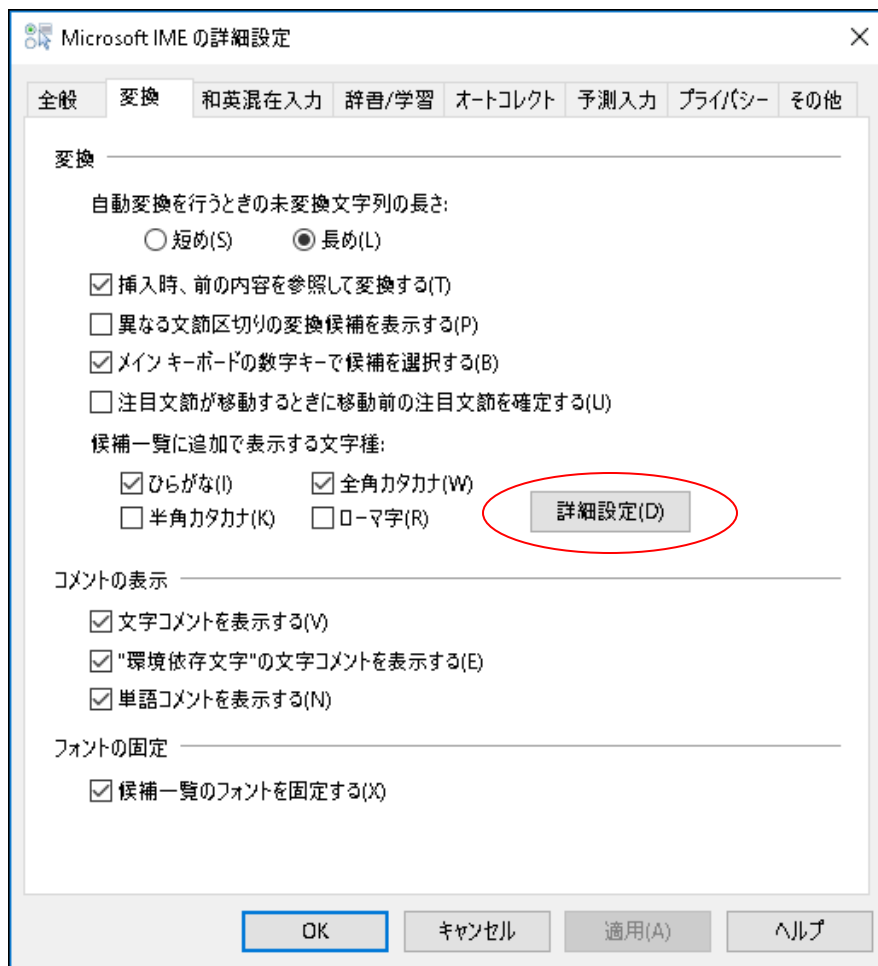 Microsoft IME の詳細設定
全般 変換 和英混在入力 辞書/学習 オートコレクト 予測入力 プライバシー その他
変換
自動変換を行うときの未変換文字列の長さ:
短め(S) 長め(L)
挿入時、前の内容を参照して変換する(T)
異なる文節区切りの変換候補を表示する(P)
メイン キーボードの数字キーで候補を選択する(B)
注目文節が移動するときに移動前の注目文節を確定する(U)
候補一覧に追加で表示する文字種:
ひらがな(I) 全角カタカナ(W)
半角カタカナ(K) ローマ字(R) 詳細設定(D)
コメントの表示
文字コメントを表示する(V)
"環境依存文字"の文字コメントを表示する(E)
単語コメントを表示する(N)
フォントの固定
候補一覧のフォントを固定する(X)
OK キャンセル 適用(A) ヘルプ